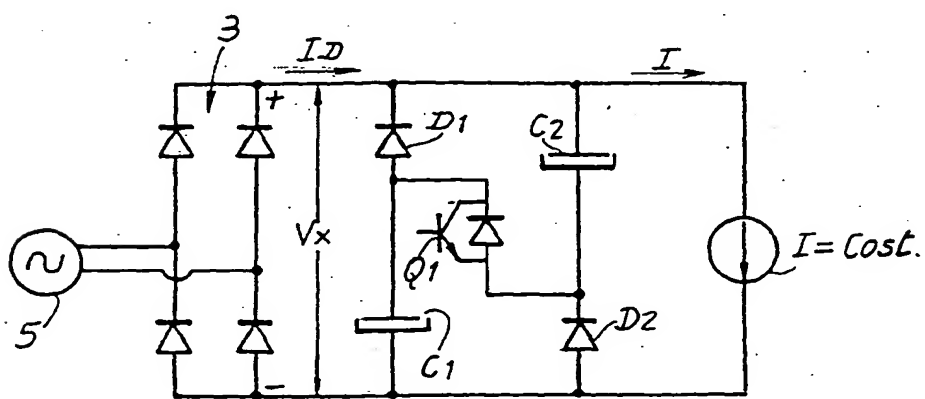 3
ID
I
+
D1
C2
Vx
Q1
I=Cost.
5
D2
C1
-